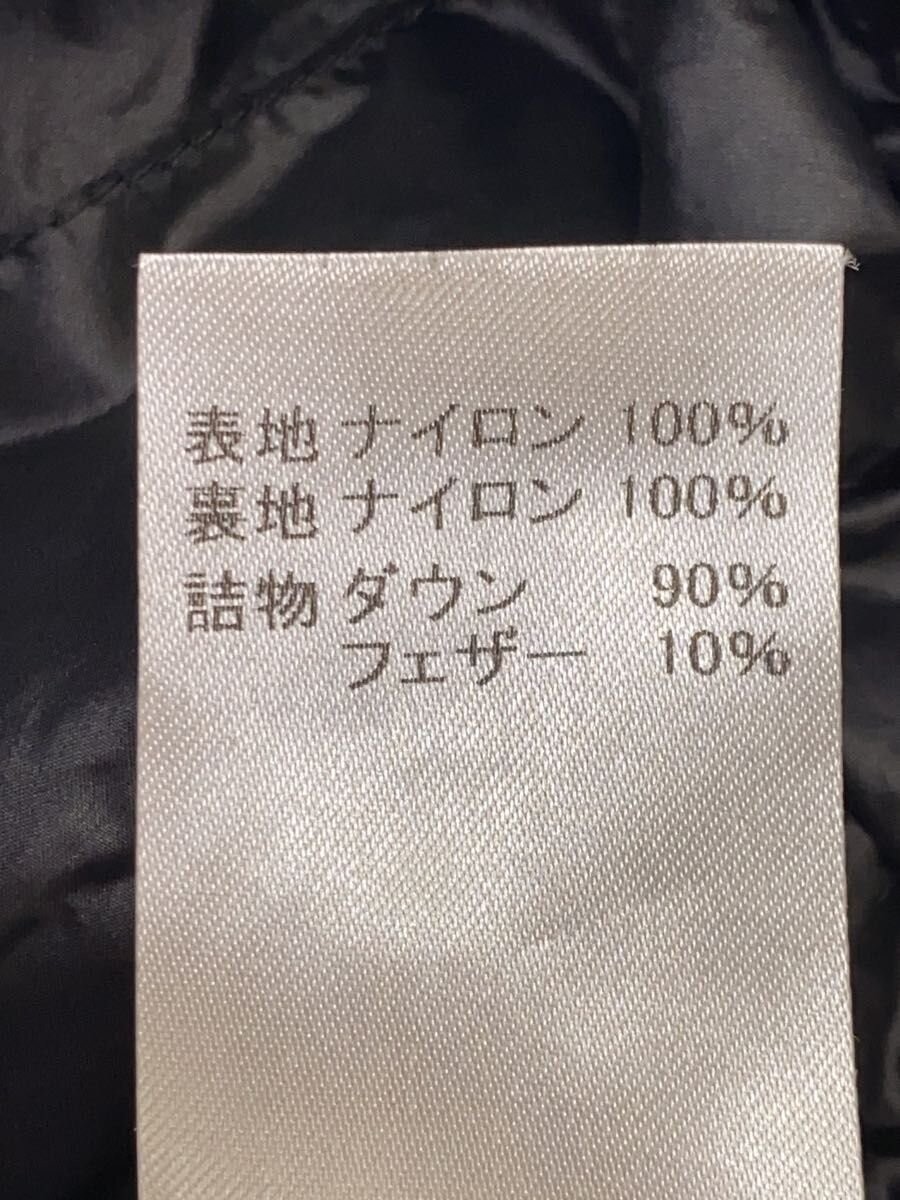 表地 ナイロン 100%
裏地 ナイロン 100%
詰物 ダウン 90%
フェザー 10%